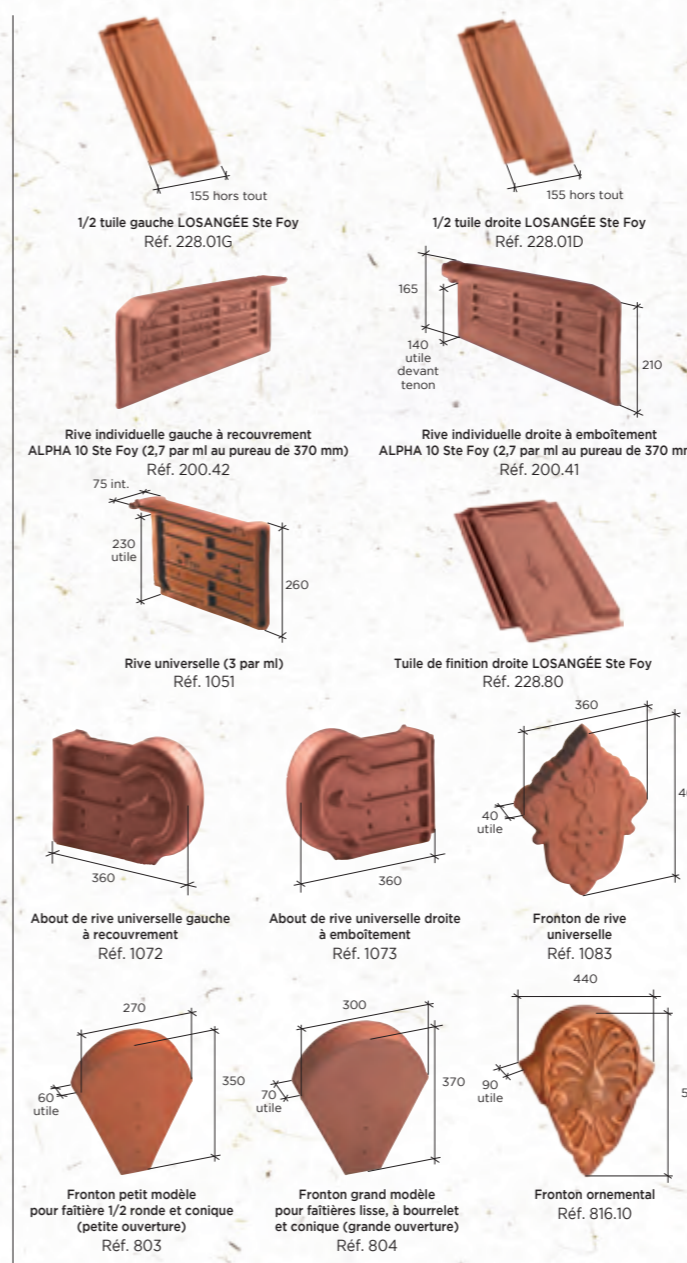 155 hors tout
155 hors tout
1/2 tuile gauche LOSANGÉE Ste Foy
Réf. 228.01G
1/2 tuile droite LOSANGÉE Ste Foy
Réf. 228.01D
165
140
utile
devant
tenon
210
Rive individuelle gauche à recouvrement
ALPHA 10 Ste Foy (2,7 par ml au pureau de 370 mm)
Réf. 200.42
Rive individuelle droite à emboîtement
ALPHA 10 Ste Foy (2,7 par ml au pureau de 370 mm
Réf. 200.41
75 int.
230
utile
260
Rive universelle (3 par ml)
Réf. 1051
Tuile de finition droite LOSANGÉE Ste Foy
Réf. 228.80
360
360
360
40
utile
About de rive universelle gauche
à recouvrement
Réf. 1072
About de rive universelle droite
à emboîtement
Réf. 1073
Fronton de rive
universelle
Réf. 1083
270
60
utile
350
300
70
utile
370
440
90
utile
Fronton petit modèle
pour faîtière 1/2 ronde et conique
(petite ouverture)
Réf. 803
Fronton grand modèle
pour faîtières lisse, à bourrelet
et conique (grande ouverture)
Réf. 804
Fronton ornemental
Réf. 816.10